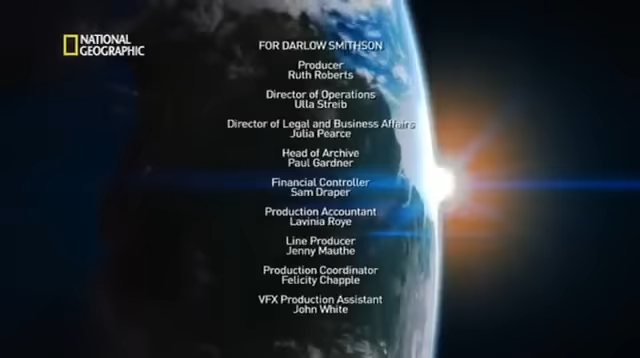 NATIONAL
GEOGRAPHIC
FOR DARLOW SMITHSON
Producer
Ruth Roberts
Director of Operations
Ulla Streib
Director of Legal and Business Affairs
Julia Pearce
Head of Archive
Paul Gardner
Financial Controller
Sam Draper
Production Accountant
Lavinia Roye
Line Producer
Jenny Mauthe
Production Coordinator
Felicity Chapple
VFX Production Assistant
John White